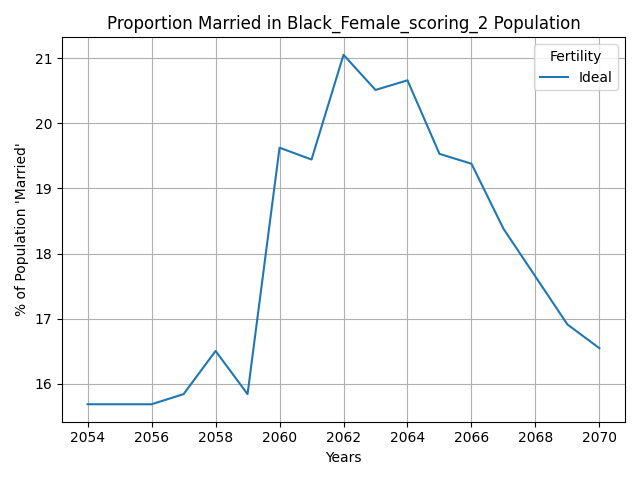 Proportion Married in Black_Female_scoring_2 Population
Fertility
Ideal
% of Population 'Married'
21
20
19
18
17
16
2054 2056 2058 2060 2062 2064 2066 2068 2070
Years